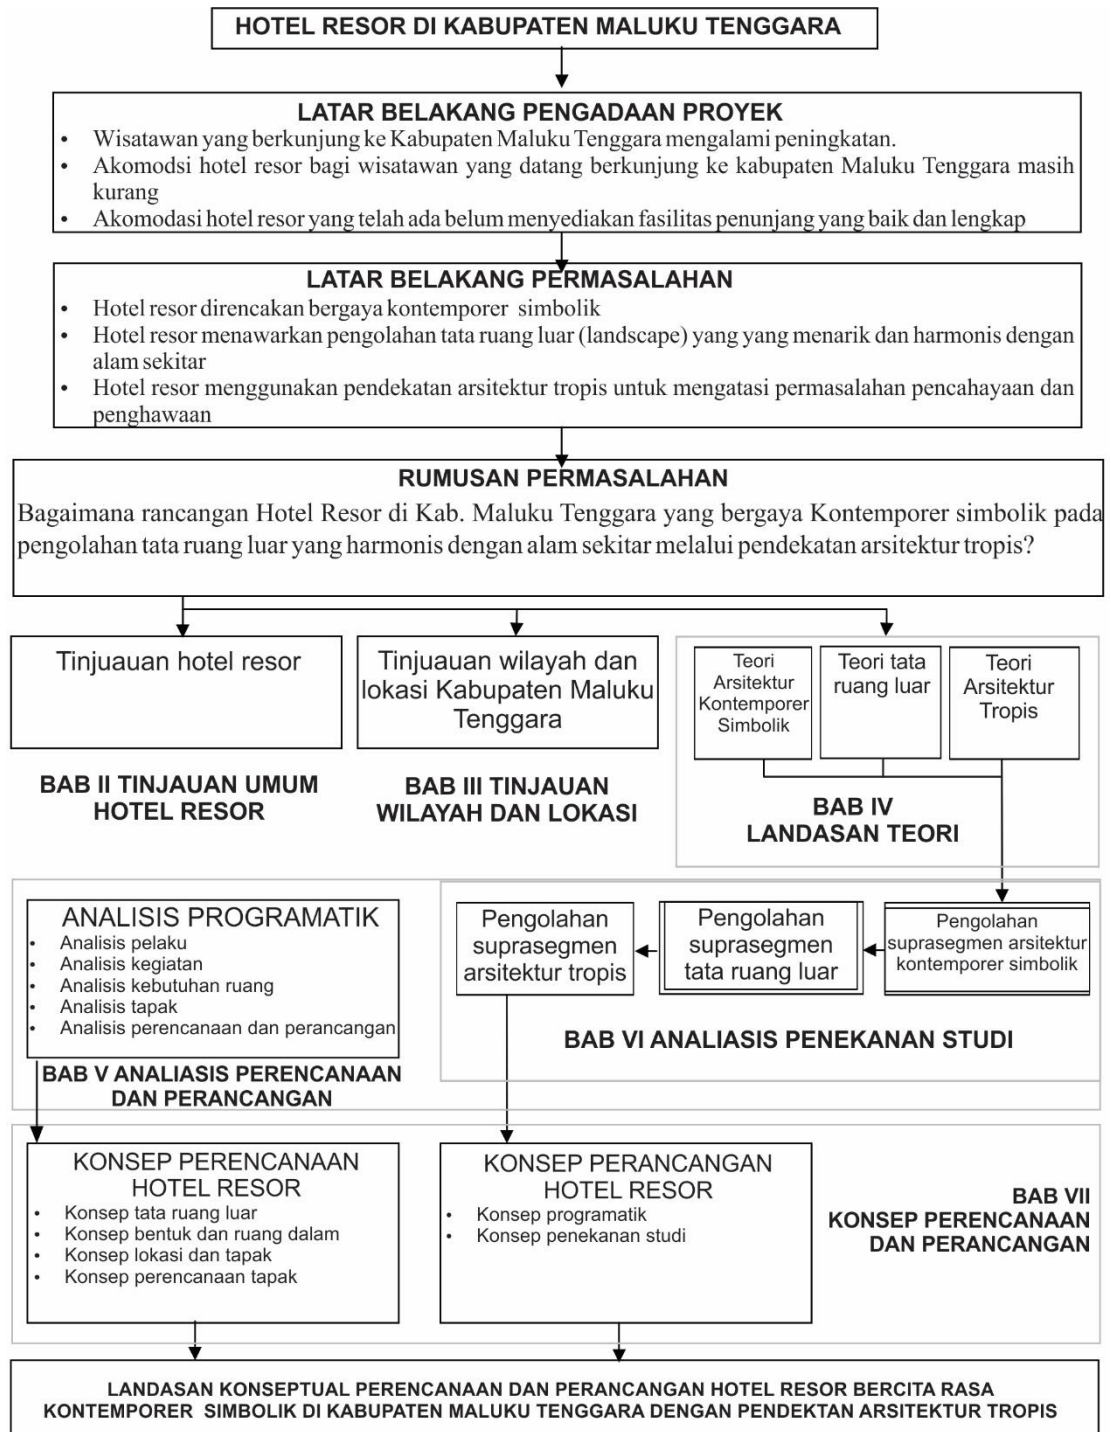 HOTEL RESOR DI KABUPATEN MALUKU TENGGARA
LATAR BELAKANG PENGADAAN PROYEK
• Wisatawan yang berkunjung ke Kabupaten Maluku Tenggara mengalami peningkatan.
• Akomodsi hotel resor bagi wisatawan yang datang berkunjung ke kabupaten Maluku Tenggara masih
kurang
• Akomodasi hotel resor yang telah ada belum menyediakan fasilitas penunjang yang baik dan lengkap
LATAR BELAKANG PERMASALAHAN
• Hotel resor direncakan bergaya kontemporer simbolik
• Hotel resor menawarkan pengolahan tata ruang luar (landscape) yang yang menarik dan harmonis dengan
alam sekitar
• Hotel resor menggunakan pendekatan arsitektur tropis untuk mengatasi permasalahan pencahayaan dan
penghawaan
RUMUSAN PERMASALAHAN
Bagaimana rancangan Hotel Resor di Kab. Maluku Tenggara yang bergaya Kontemporer simbolik pada
pengolahan tata ruang luar yang harmonis dengan alam sekitar melalui pendekatan arsitektur tropis?
Tinjuauan hotel resor
BAB II TINJAUAN UMUM
HOTEL RESOR
Tinjuauan wilayah dan
lokasi Kabupaten Maluku
Tenggara
BAB III TINJAUAN
WILAYAH DAN LOKASI
Teori
Arsitektur
Kontemporer
Simbolik
Teori tata
ruang luar
Teori
Arsitektur
Tropis
BAB IV
LANDASAN TEORI
ANALISIS PROGRAMATIK
• Analisis pelaku
• Analisis kegiatan
• Analisis kebutuhan ruang
• Analisis tapak
• Analisis perencanaan dan perancangan
BAB V ANALIASIS PERENCANAAN
DAN PERANCANGAN
Pengolahan
suprasegmen
arsitektur tropis
Pengolahan
suprasegmen
tata ruang luar
Pengolahan
suprasegmen arsitektur
kontemporer simbolik
BAB VI ANALIASIS PENEKANAN STUDI
KONSEP PERENCANAAN
HOTEL RESOR
• Konsep tata ruang luar
• Konsep bentuk dan ruang dalam
• Konsep lokasi dan tapak
• Konsep perencanaan tapak
KONSEP PERANCANGAN
HOTEL RESOR
• Konsep programatik
• Konsep penekanan studi
BAB VII
KONSEP PERENCANAAN
DAN PERANCANGAN
LANDASAN KONSEPTUAL PERENCANAAN DAN PERANCANGAN HOTEL RESOR BERCITA RASA
KONTEMPORER SIMBOLIK DI KABUPATEN MALUKU TENGGARA DENGAN PENDEKTAN ARSITEKTUR TROPIS